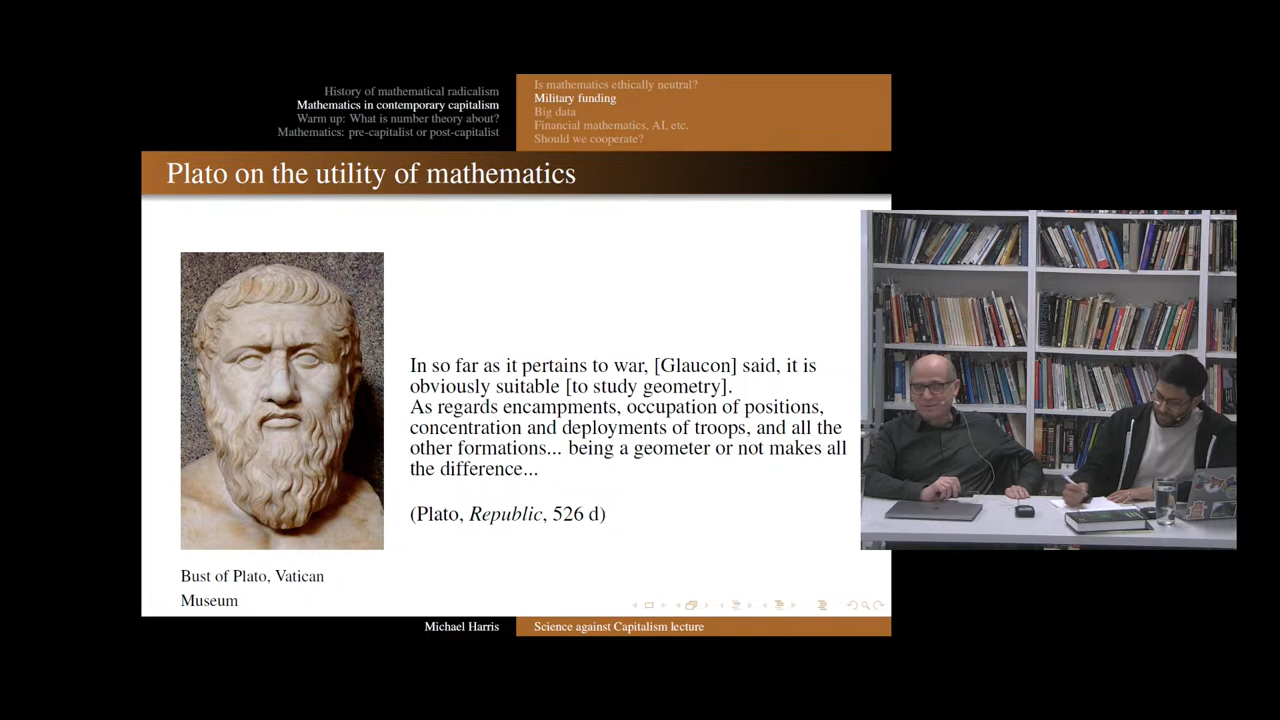 History of mathematical radicalism
Mathematics in contemporary capitalism
Warm up: What is number theory about?
Mathematics: pre-capitalist or post-capitalist
Is mathematics ethically neutral?
Military funding
Big data
Financial mathematics, AI, etc.
Should we cooperate?
Plato on the utility of mathematics
In so far as it pertains to war, [Glaucon] said, it is
obviously suitable [to study geometry].
As regards encampments, occupation of positions,
concentration and deployments of troops, and all the
other formations... being a geometer or not makes all
the difference...
(Plato, Republic, 526 d)
Bust of Plato, Vatican
Museum
Michael Harris
Science against Capitalism lecture